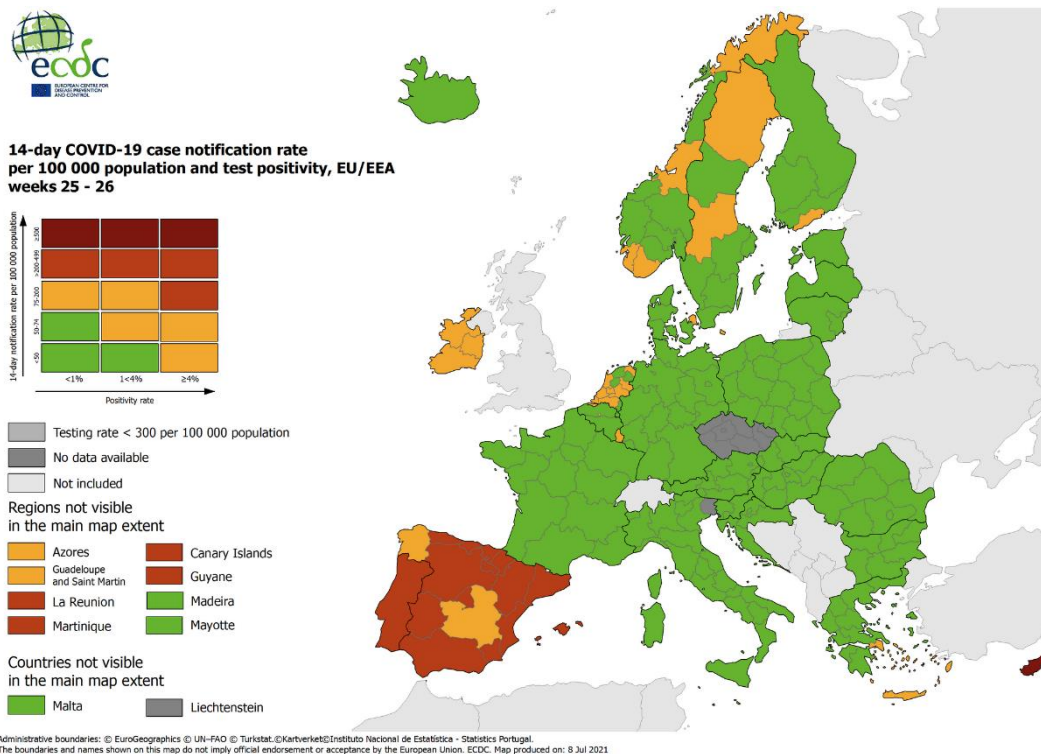 ecdc
EUROPEAN CENTRE FOR
DISEASE PREVENTION
AND CONTROL
14-day COVID-19 case notification rate
per 100 000 population and test positivity, EU/EEA
weeks 25 - 26
14-day notification rate per 100 000 population
≥500
>200-499
75-200
50-74
<50
<1%
1<4%
≥4%
Positivity rate
Testing rate < 300 per 100 000 population
No data available
Not included
Regions not visible
in the main map extent
Azores
Canary Islands
Guadeloupe
and Saint Martin
Guyane
La Reunion
Madeira
Martinique
Mayotte
Countries not visible
in the main map extent
Malta
Liechtenstein
Administrative boundaries: © EuroGeographics © UN–FAO © Turkstat.©Kartverket©Instituto Nacional de Estatística - Statistics Portugal.
The boundaries and names shown on this map do not imply official endorsement or acceptance by the European Union. ECDC. Map produced on: 8 Jul 2021